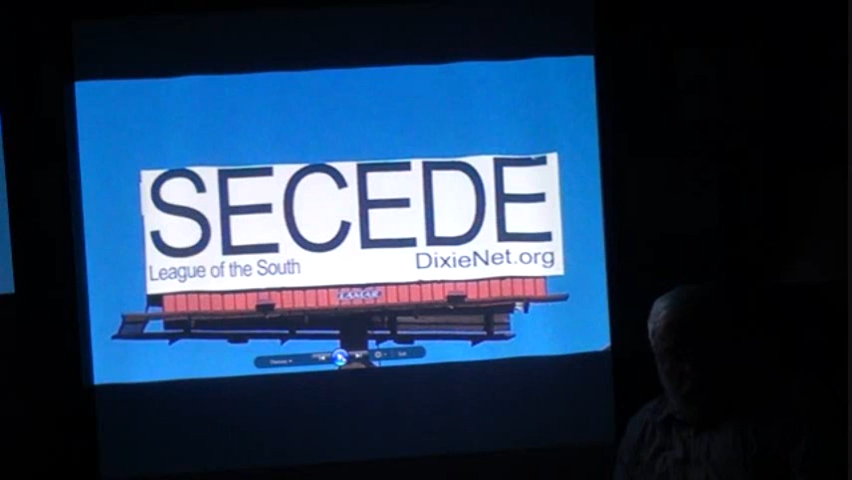 SECEDE
League of the South
DixieNet.org
LAMAR